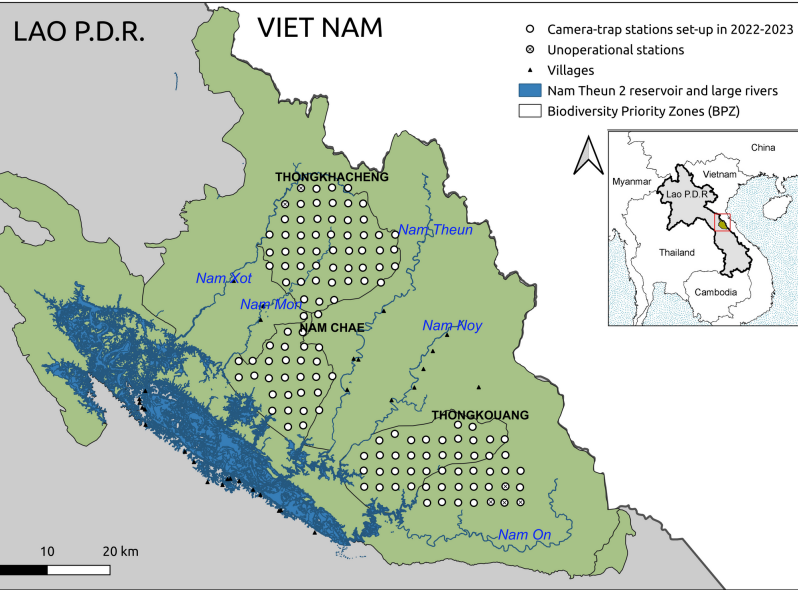 LAO P.D.R.
VIET NAM
Camera-trap stations set-up in 2022-2023
Unoperational stations
Villages
Nam Theun 2 reservoir and large rivers
Biodiversity Priority Zones (BPZ)
China
Myanmar
Vietnam
Lao P.D.R
Thailand
Cambodia
THONGKHACHENG
Nam Theun
Nam Xot
Nam Mon
NAM CHAE
Nam Noy
THONGKOUANG
Nam On
10 20 km